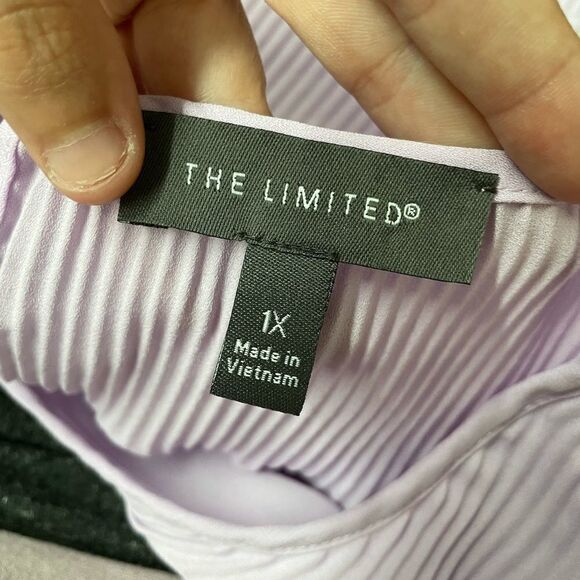 THE LIMITED®
1X
Made in
Vietnam